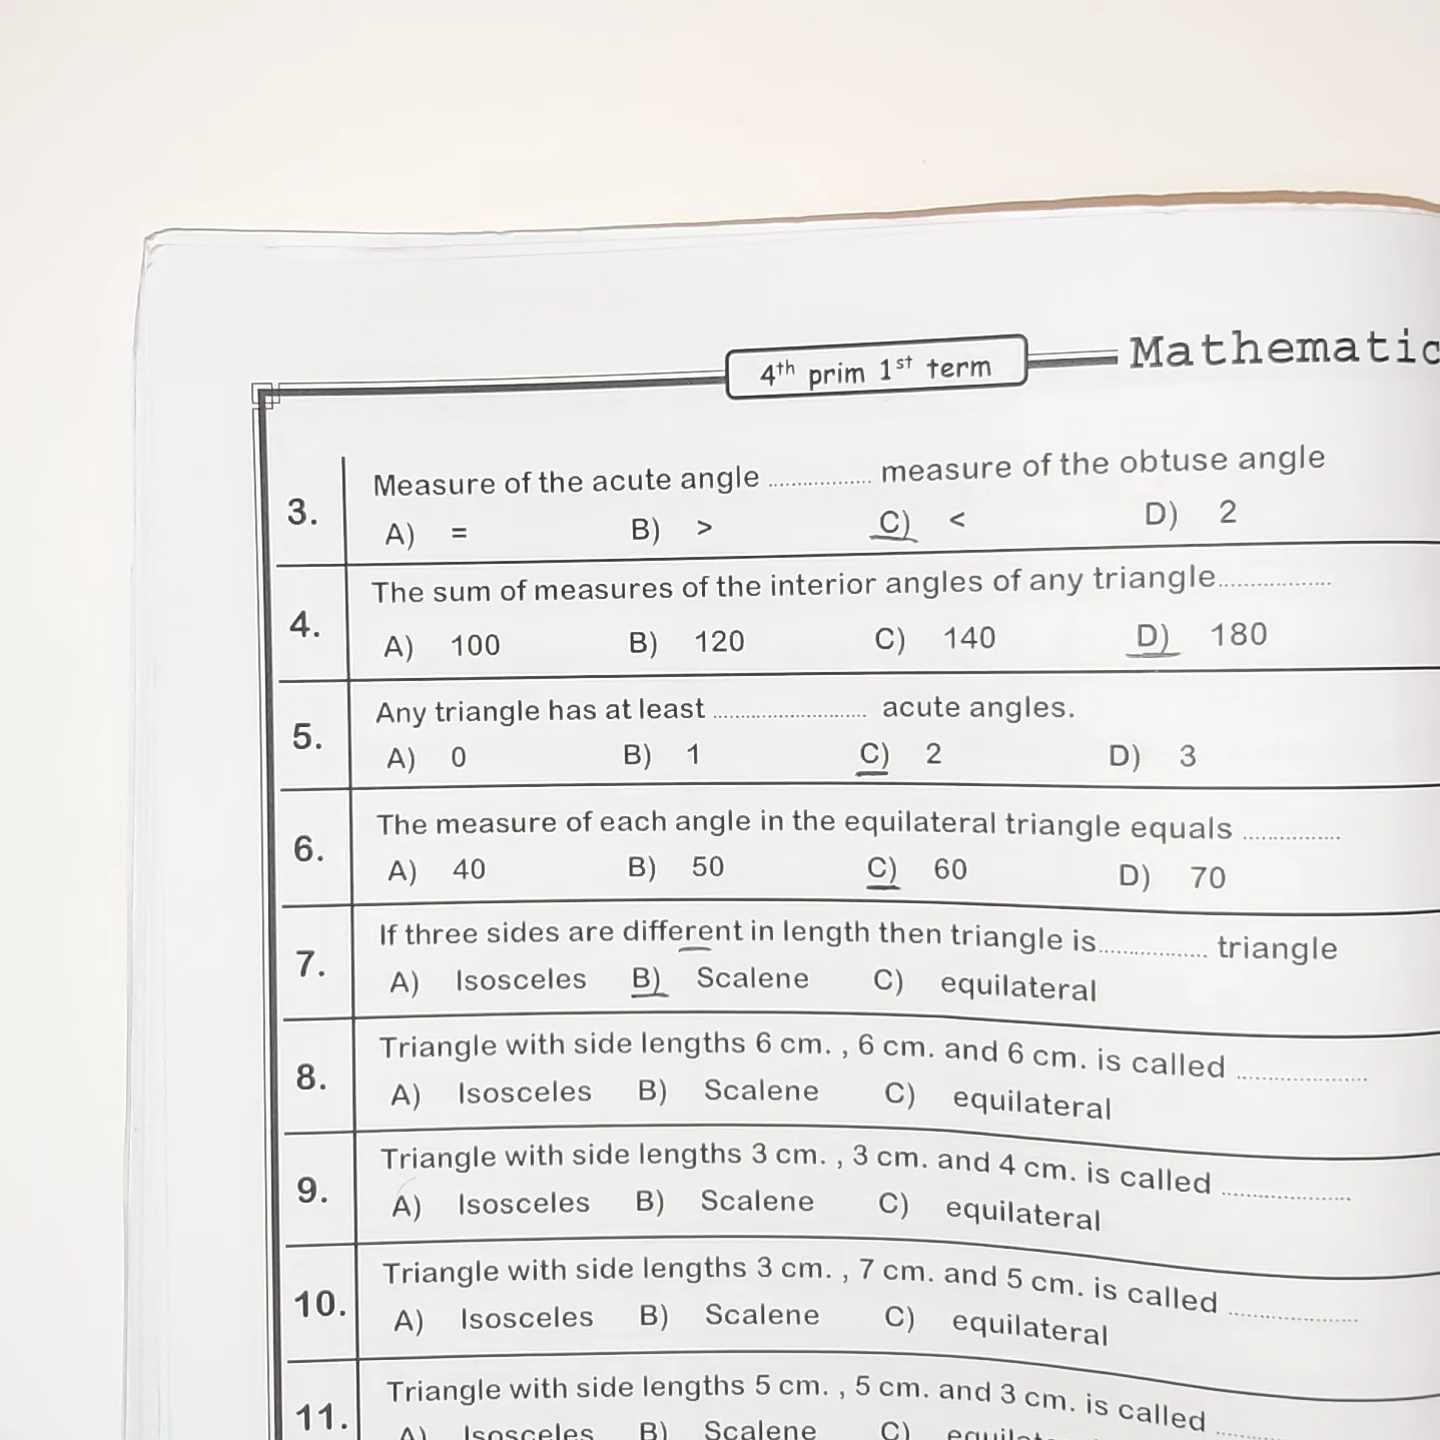 4th prim 1st term
Mathematic
3. Measure of the acute angle ................ measure of the obtuse angle
A) = B) > C) < D) 2
4. The sum of measures of the interior angles of any triangle..................
A) 100 B) 120 C) 140 D) 180
5. Any triangle has at least ........................ acute angles.
A) 0 B) 1 C) 2 D) 3
6. The measure of each angle in the equilateral triangle equals ...............
A) 40 B) 50 C) 60 D) 70
7. If three sides are different in length then triangle is................. triangle
A) Isosceles B) Scalene C) equilateral
8. Triangle with side lengths 6 cm. , 6 cm. and 6 cm. is called ....................
A) Isosceles B) Scalene C) equilateral
9. Triangle with side lengths 3 cm. , 3 cm. and 4 cm. is called ....................
A) Isosceles B) Scalene C) equilateral
10. Triangle with side lengths 3 cm. , 7 cm. and 5 cm. is called ....................
A) Isosceles B) Scalene C) equilateral
11. Triangle with side lengths 5 cm. , 5 cm. and 3 cm. is called ............
A) Isosceles B) Scalene C)